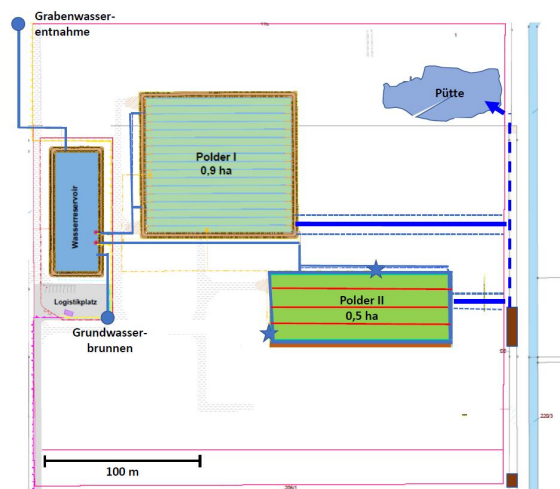 Grabenwasser-
entnahme
Pütte
Polder I
0,9 ha
Wasserreservoir
Logistikplatz
Polder II
0,5 ha
Grundwasser-
brunnen
100 m